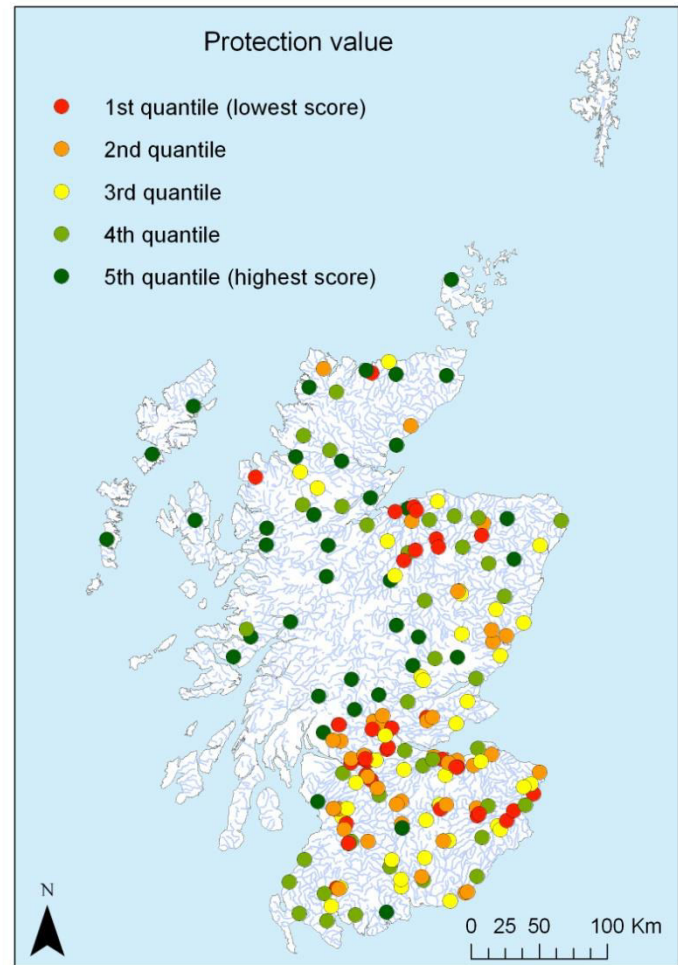 Protection value
1st quantile (lowest score)
2nd quantile
3rd quantile
4th quantile
5th quantile (highest score)
N
0 25 50 100 Km